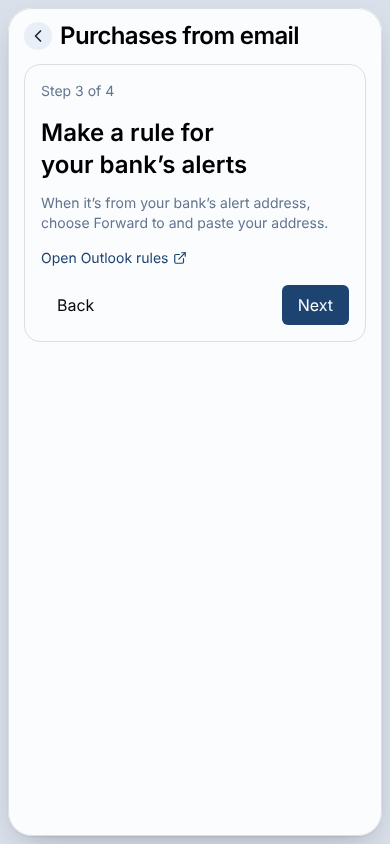 Purchases from email
Step 3 of 4
Make a rule for
your bank’s alerts
When it’s from your bank’s alert address,
choose Forward to and paste your address.
Open Outlook rules
Back
Next